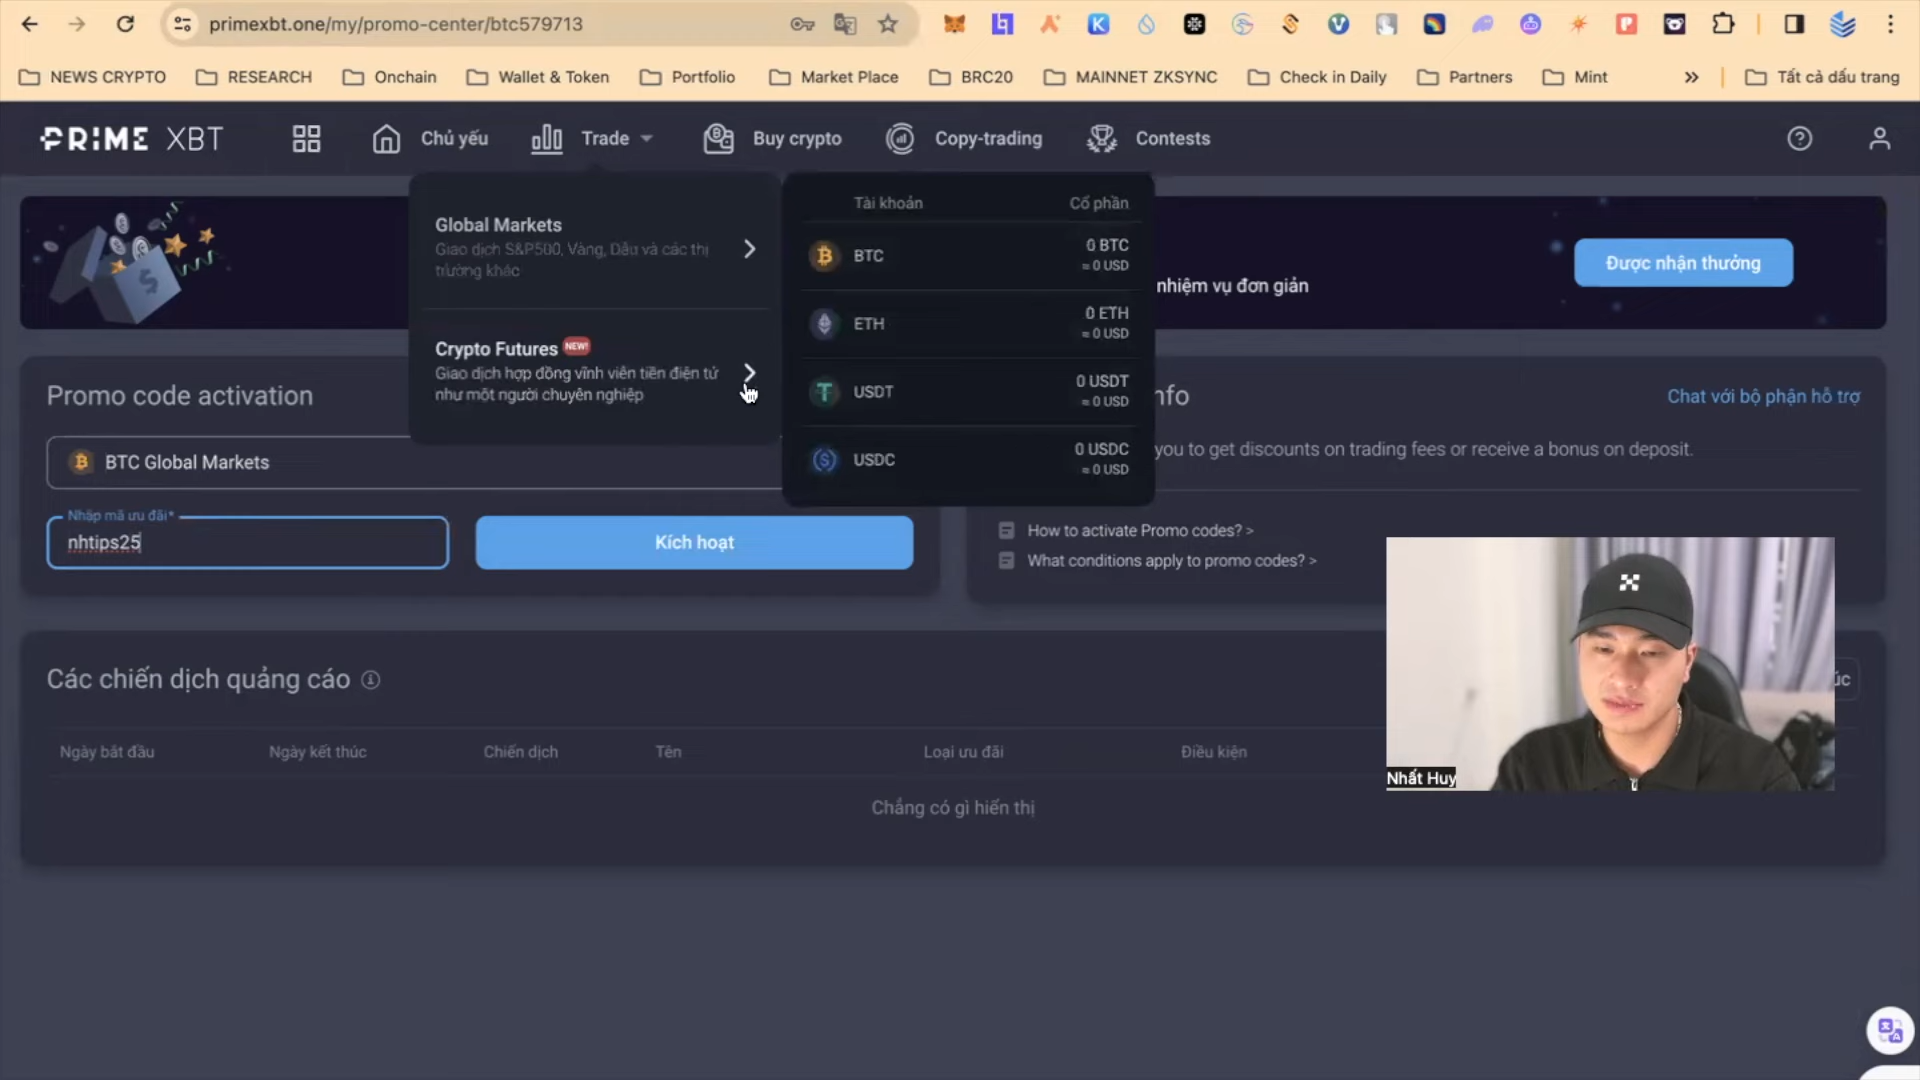 primexbt.one/my/promo-center/btc579713
NEWS CRYPTO
RESEARCH
Onchain
Wallet & Token
Portfolio
Market Place
BRC20
MAINNET ZKSYNC
Check in Daily
Partners
Mint
Tất cả dấu trang
PRIME XBT
Chủ yếu
Trade
Buy crypto
Copy-trading
Contests
Global Markets
Giao dịch S&P500, Vàng, Dầu và các thị
trường khác
Crypto Futures NEW!
Giao dịch hợp đồng vĩnh viên tiền điện tử
như một người chuyên nghiệp
Tài khoản
Cổ phần
BTC
0 BTC
≈ 0 USD
ETH
0 ETH
≈ 0 USD
USDT
0 USDT
≈ 0 USD
USDC
0 USDC
≈ 0 USD
nhiệm vụ đơn giản
Được nhận thưởng
Promo code activation
BTC Global Markets
Nhập mã ưu đãi*
nhtips25
Kích hoạt
nfo
Chat với bộ phận hỗ trợ
you to get discounts on trading fees or receive a bonus on deposit.
How to activate Promo codes? >
What conditions apply to promo codes? >
Các chiến dịch quảng cáo
úc
Ngày bắt đầu
Ngày kết thúc
Chiến dịch
Tên
Loại ưu đãi
Điều kiện
Chẳng có gì hiển thị
Nhất Huy